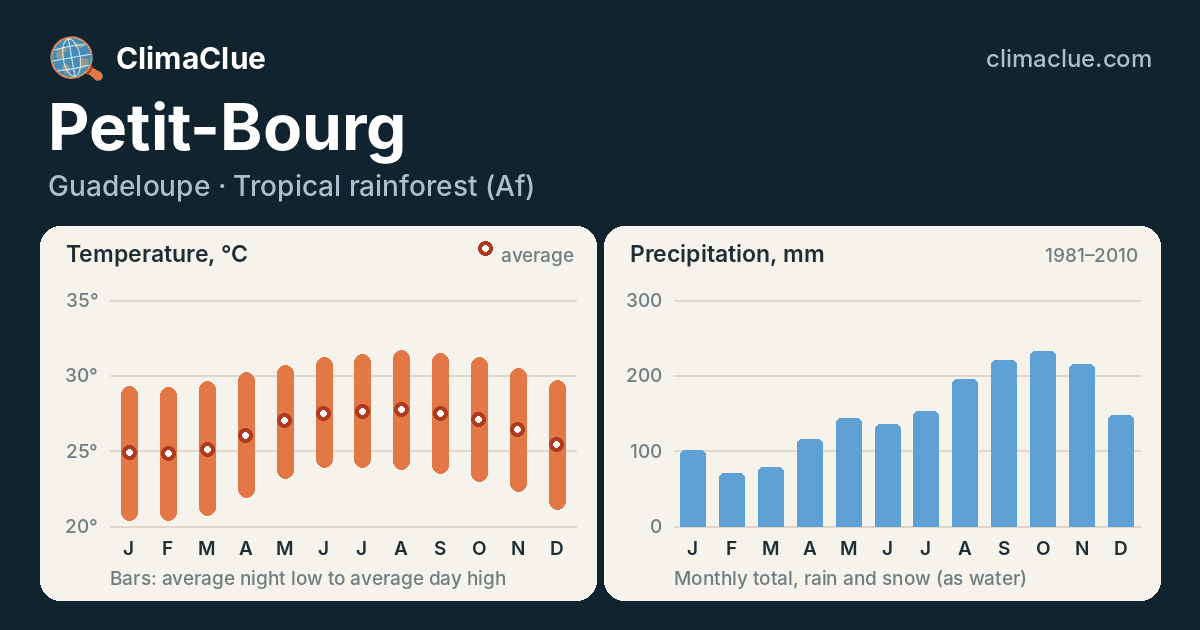 ClimaClue
climaclue.com
Petit-Bourg
Guadeloupe · Tropical rainforest (Af)
Temperature, °C
average
35°
30°
25°
20°
J F M A M J J A S O N D
Bars: average night low to average day high
Precipitation, mm
1981–2010
300
200
100
0
J F M A M J J A S O N D
Monthly total, rain and snow (as water)